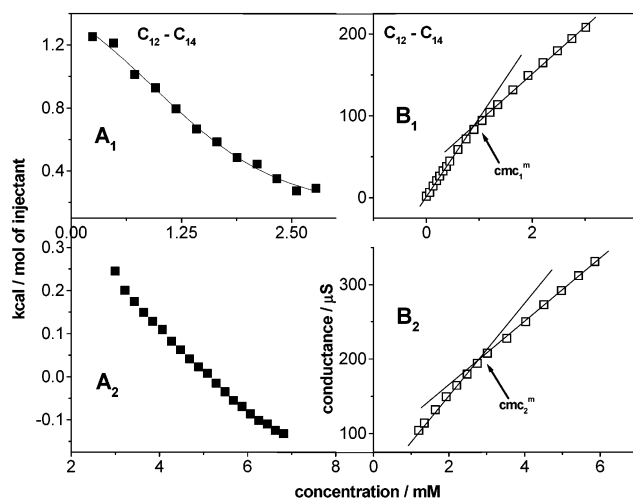 kcal / mol of injectant
C₁₂ - C₁₄
A₁
1.2
0.8
0.4
0.00 1.25 2.50
C₁₂ - C₁₄
B₁
cmc₁ᵐ
200
100
0
0 2
A₂
0.3
0.2
0.1
0.0
-0.1
2 4 6 8
conductance / µS
B₂
cmc₂ᵐ
300
200
100
0 2 4 6
concentration / mM